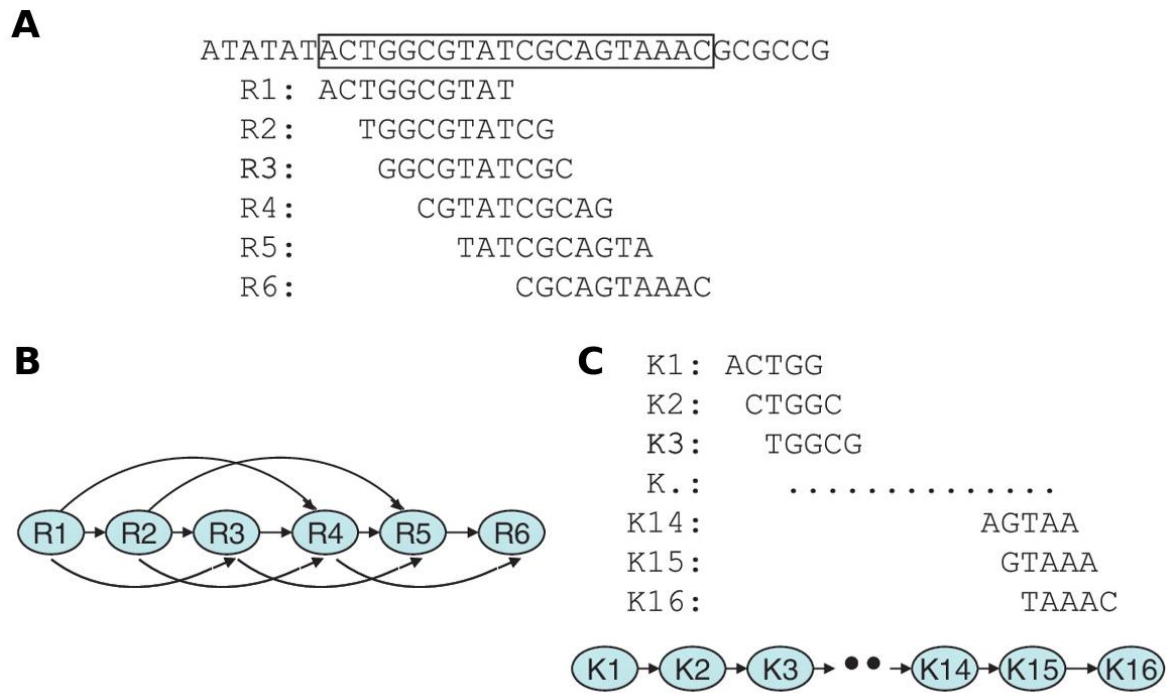 A
ATATATACTGGCGTATCGCAGTAAACGCGCCG
R1: ACTGGCGTAT
R2: TGGCGTATCG
R3: GGCGTATCGC
R4: CGTATCGCAG
R5: TATCGCAGTA
R6: CGCAGTAAAC
B
R1 R2 R3 R4 R5 R6
C
K1: ACTGG
K2: CTGGC
K3: TGGCG
K.: ..............
K14: AGTAA
K15: GTAAA
K16: TAAAC
K1 K2 K3 •• K14 K15 K16